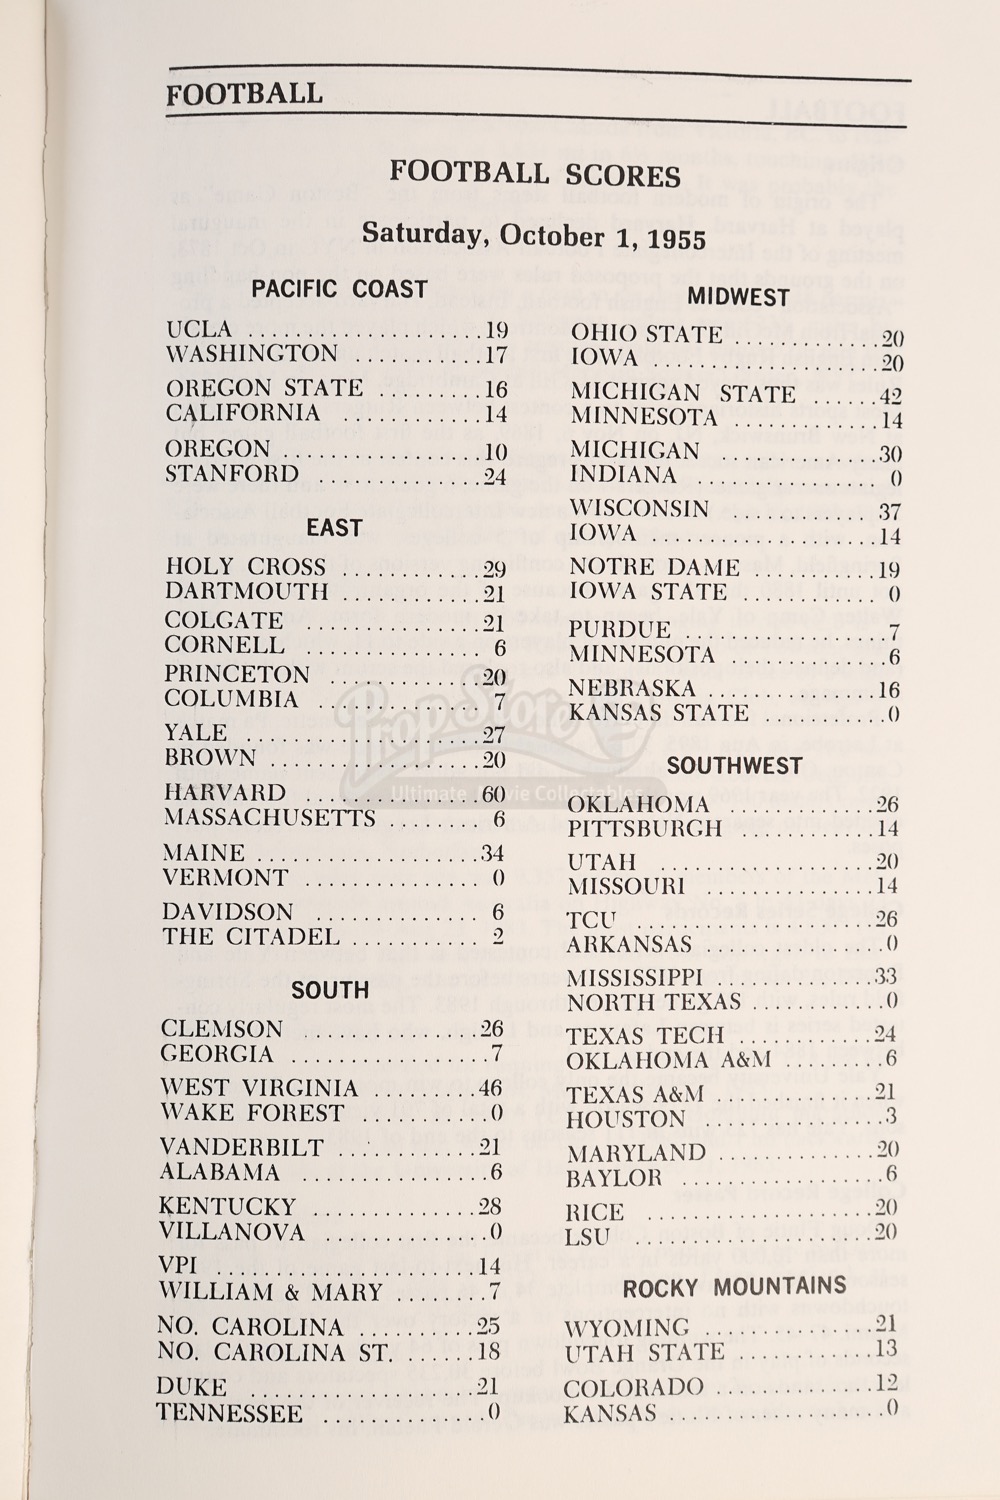 FOOTBALL
FOOTBALL SCORES
Saturday, October 1, 1955
PACIFIC COAST
UCLA ....................19
WASHINGTON ............17
OREGON STATE .........16
CALIFORNIA ..............14
OREGON .................10
STANFORD ..............24
EAST
HOLY CROSS ............29
DARTMOUTH ............21
COLGATE ................21
CORNELL ............... 6
PRINCETON .............20
COLUMBIA .............. 7
YALE ....................27
BROWN ..................20
HARVARD ...............60
MASSACHUSETTS ........ 6
MAINE ...................34
VERMONT ............... 0
DAVIDSON .............. 6
THE CITADEL ........... 2
SOUTH
CLEMSON ................26
GEORGIA .................7
WEST VIRGINIA ..........46
WAKE FOREST ...........0
VANDERBILT ............21
ALABAMA .................6
KENTUCKY ..............28
VILLANOVA .............0
VPI ........................14
WILLIAM & MARY ........7
NO. CAROLINA ..........25
NO. CAROLINA ST. ......18
DUKE ...................21
TENNESSEE .............0
MIDWEST
OHIO STATE ............20
IOWA ....................20
MICHIGAN STATE ......42
MINNESOTA ............14
MICHIGAN .............30
INDIANA ............... 0
WISCONSIN ............ 37
IOWA ...................14
NOTRE DAME ..........19
IOWA STATE ............ 0
PURDUE .................7
MINNESOTA .............6
NEBRASKA .............16
KANSAS STATE ..........0
SOUTHWEST
OKLAHOMA ............26
PITTSBURGH ...........14
UTAH ..................20
MISSOURI ..............14
TCU ....................26
ARKANSAS ..............0
MISSISSIPPI .............33
NORTH TEXAS ..........0
TEXAS TECH ...........24
OKLAHOMA A&M ........6
TEXAS A&M .............21
HOUSTON ..............3
MARYLAND .............20
BAYLOR ................6
RICE ...................20
LSU ....................20
ROCKY MOUNTAINS
WYOMING ..............21
UTAH STATE ...........13
COLORADO .............12
KANSAS .................0
PropStore
Ultimate Movie Collectables